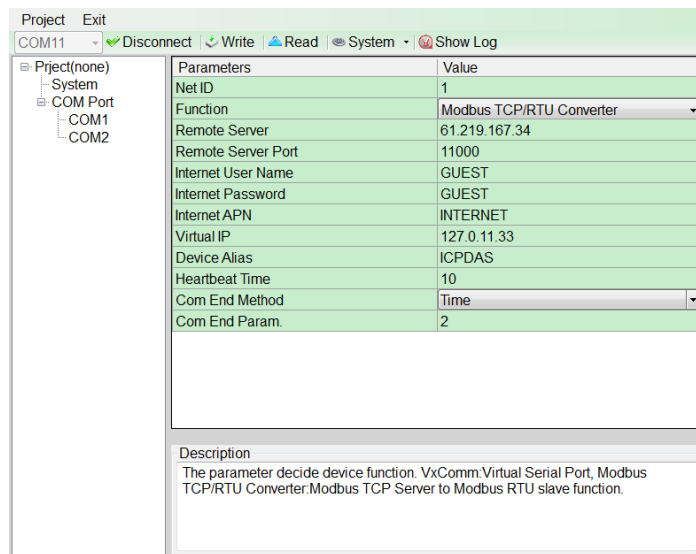 Project Exit
COM11 Disconnect Write Read System Show Log
Prject(none)
System
COM Port
COM1
COM2
Parameters Value
Net ID 1
Function Modbus TCP/RTU Converter
Remote Server 61.219.167.34
Remote Server Port 11000
Internet User Name GUEST
Internet Password GUEST
Internet APN INTERNET
Virtual IP 127.0.11.33
Device Alias ICPDAS
Heartbeat Time 10
Com End Method Time
Com End Param. 2
Description
The parameter decide device function. VxComm:Virtual Serial Port, Modbus
TCP/RTU Converter:Modbus TCP Server to Modbus RTU slave function.